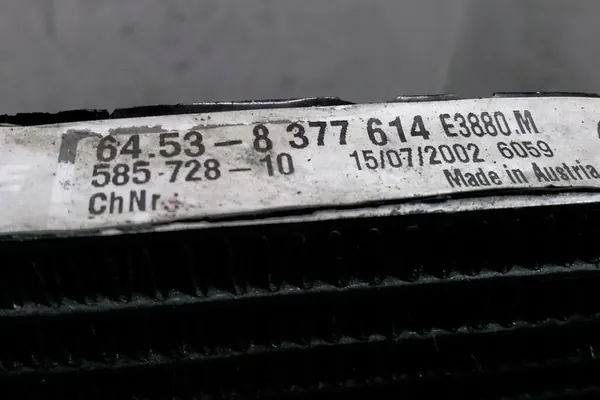 64.53-8 377 614 E3880.M
585 728-10 15/07/2002 6059
ChNr. Made in Austria